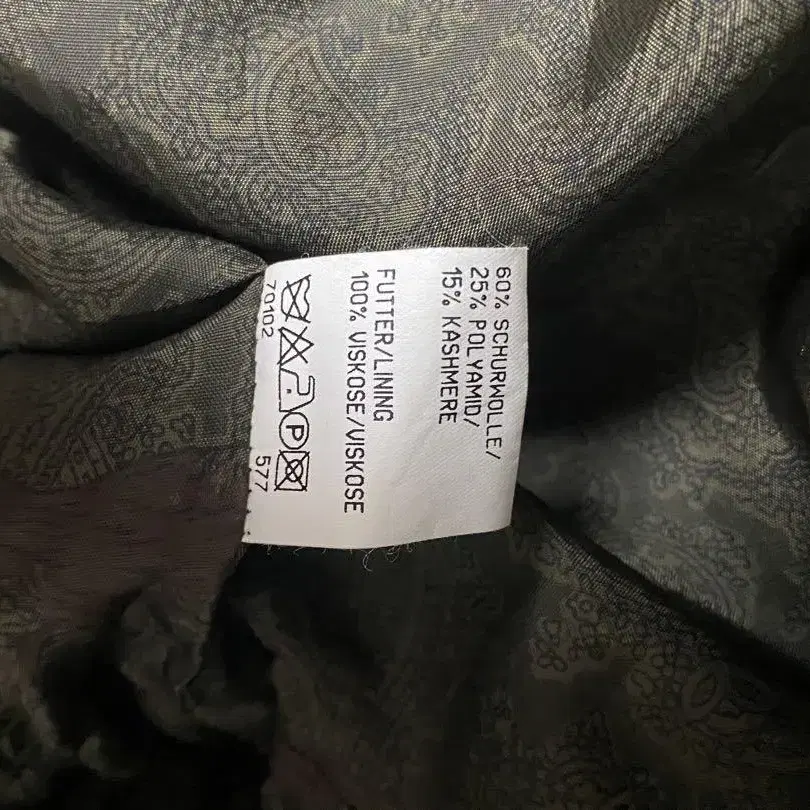 60% SCHURWOLLE/
25% POLYAMID/
15% KASHMERE
FUTTER/LINING
100% VISKOSE/VISKOSE
P
70102
577